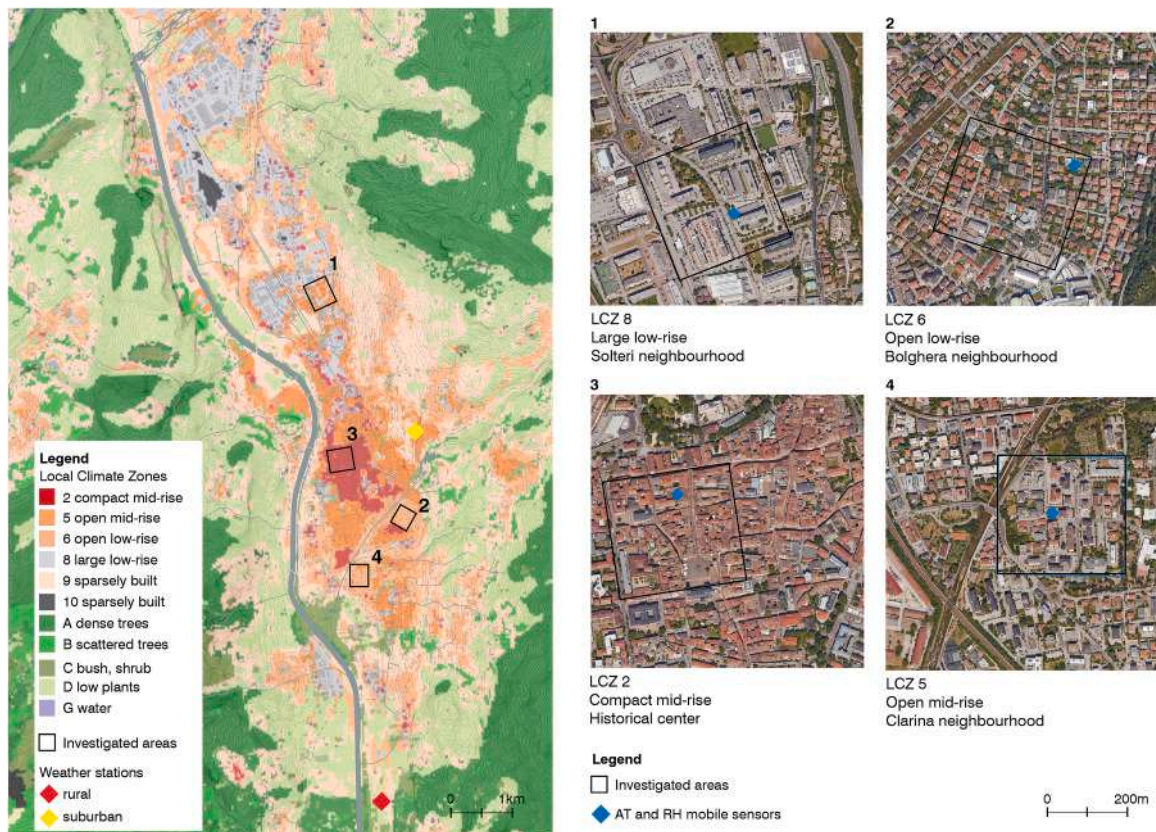 1
2
3
4
Legend
Local Climate Zones
2 compact mid-rise
5 open mid-rise
6 open low-rise
8 large low-rise
9 sparsely built
10 sparsely built
A dense trees
B scattered trees
C bush, shrub
D low plants
G water
Investigated areas
Weather stations
rural
suburban
0 1km
1
LCZ 8
Large low-rise
Solteri neighbourhood
2
LCZ 6
Open low-rise
Bolghera neighbourhood
3
LCZ 2
Compact mid-rise
Historical center
4
LCZ 5
Open mid-rise
Clarina neighbourhood
Legend
Investigated areas
AT and RH mobile sensors
0 200m